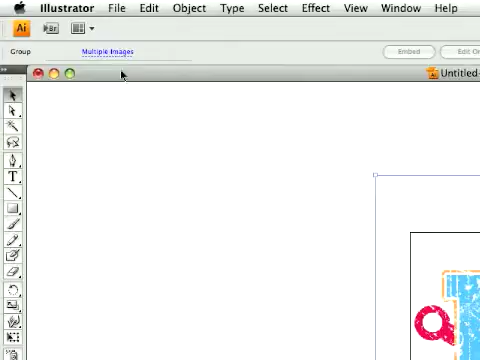 Illustrator File Edit Object Type Select Effect View Window Help
Ai Br
Group Multiple Images Embed Edit Or
Untitled-
T